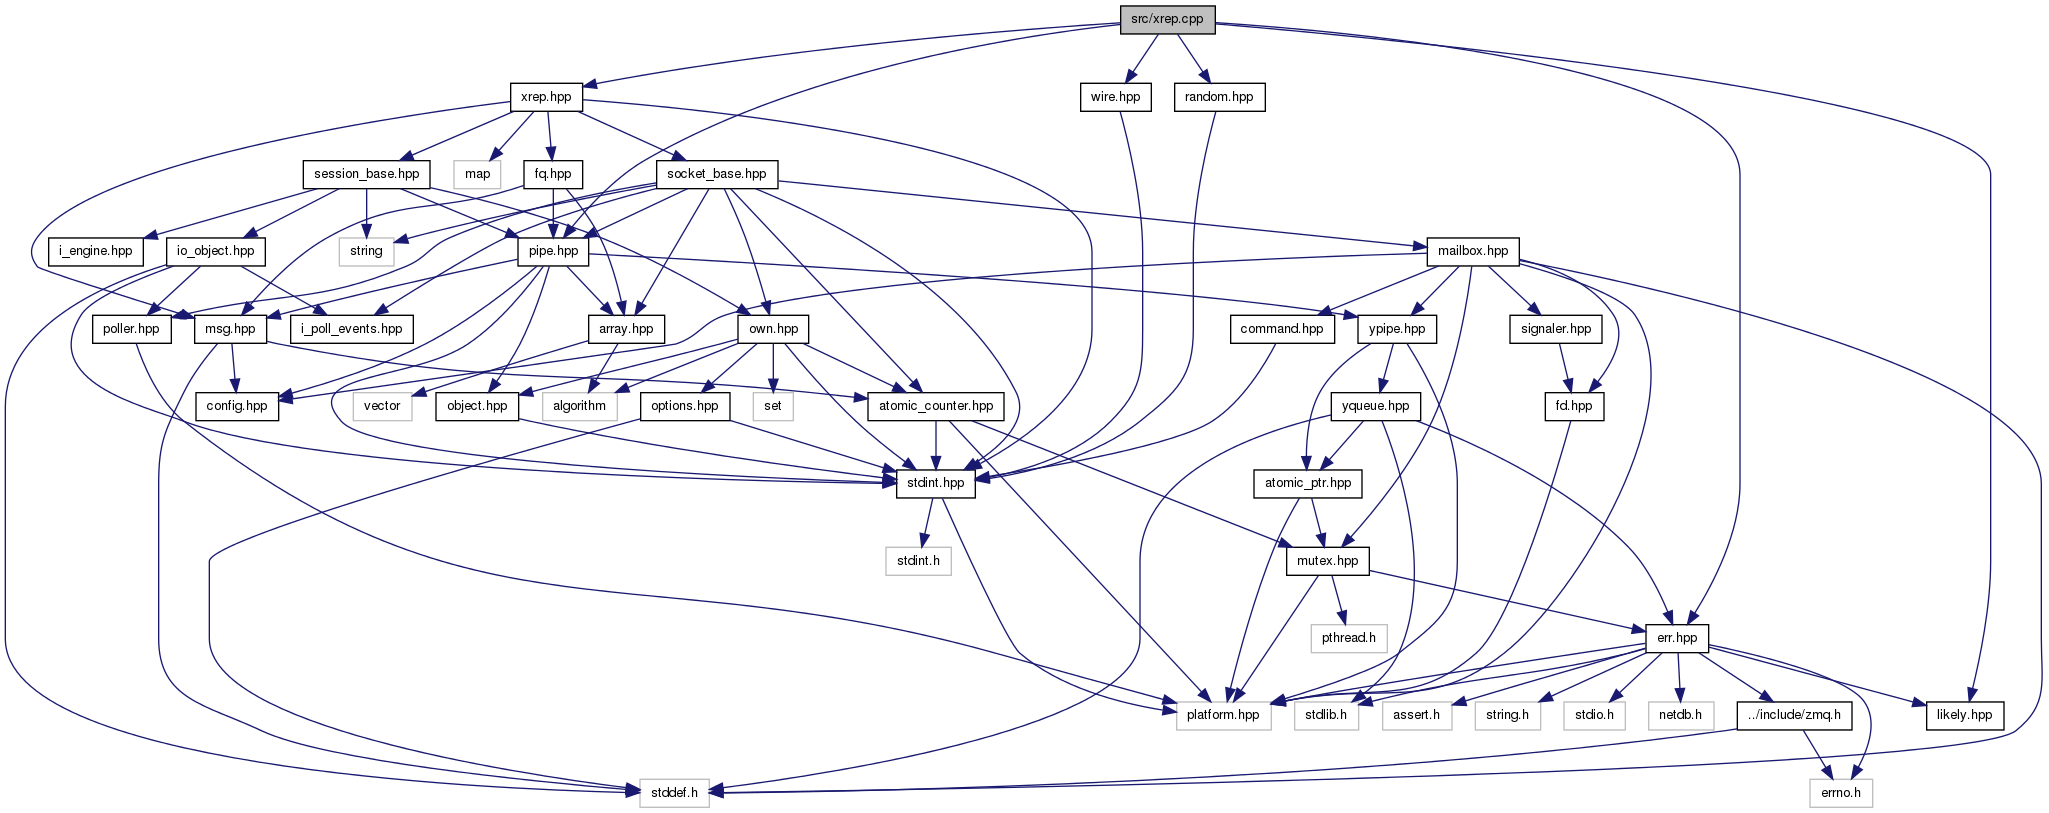 src/xrep.cpp
xrep.hpp
wire.hpp
random.hpp
session_base.hpp
map
fq.hpp
socket_base.hpp
i_engine.hpp
io_object.hpp
string
pipe.hpp
mailbox.hpp
poller.hpp
msg.hpp
i_poll_events.hpp
array.hpp
own.hpp
command.hpp
ypipe.hpp
signaler.hpp
config.hpp
vector
object.hpp
algorithm
options.hpp
set
atomic_counter.hpp
yqueue.hpp
fd.hpp
stdint.hpp
atomic_ptr.hpp
stdint.h
mutex.hpp
pthread.h
err.hpp
platform.hpp
stdlib.h
assert.h
string.h
stdio.h
netdb.h
../include/zmq.h
likely.hpp
stddef.h
errno.h